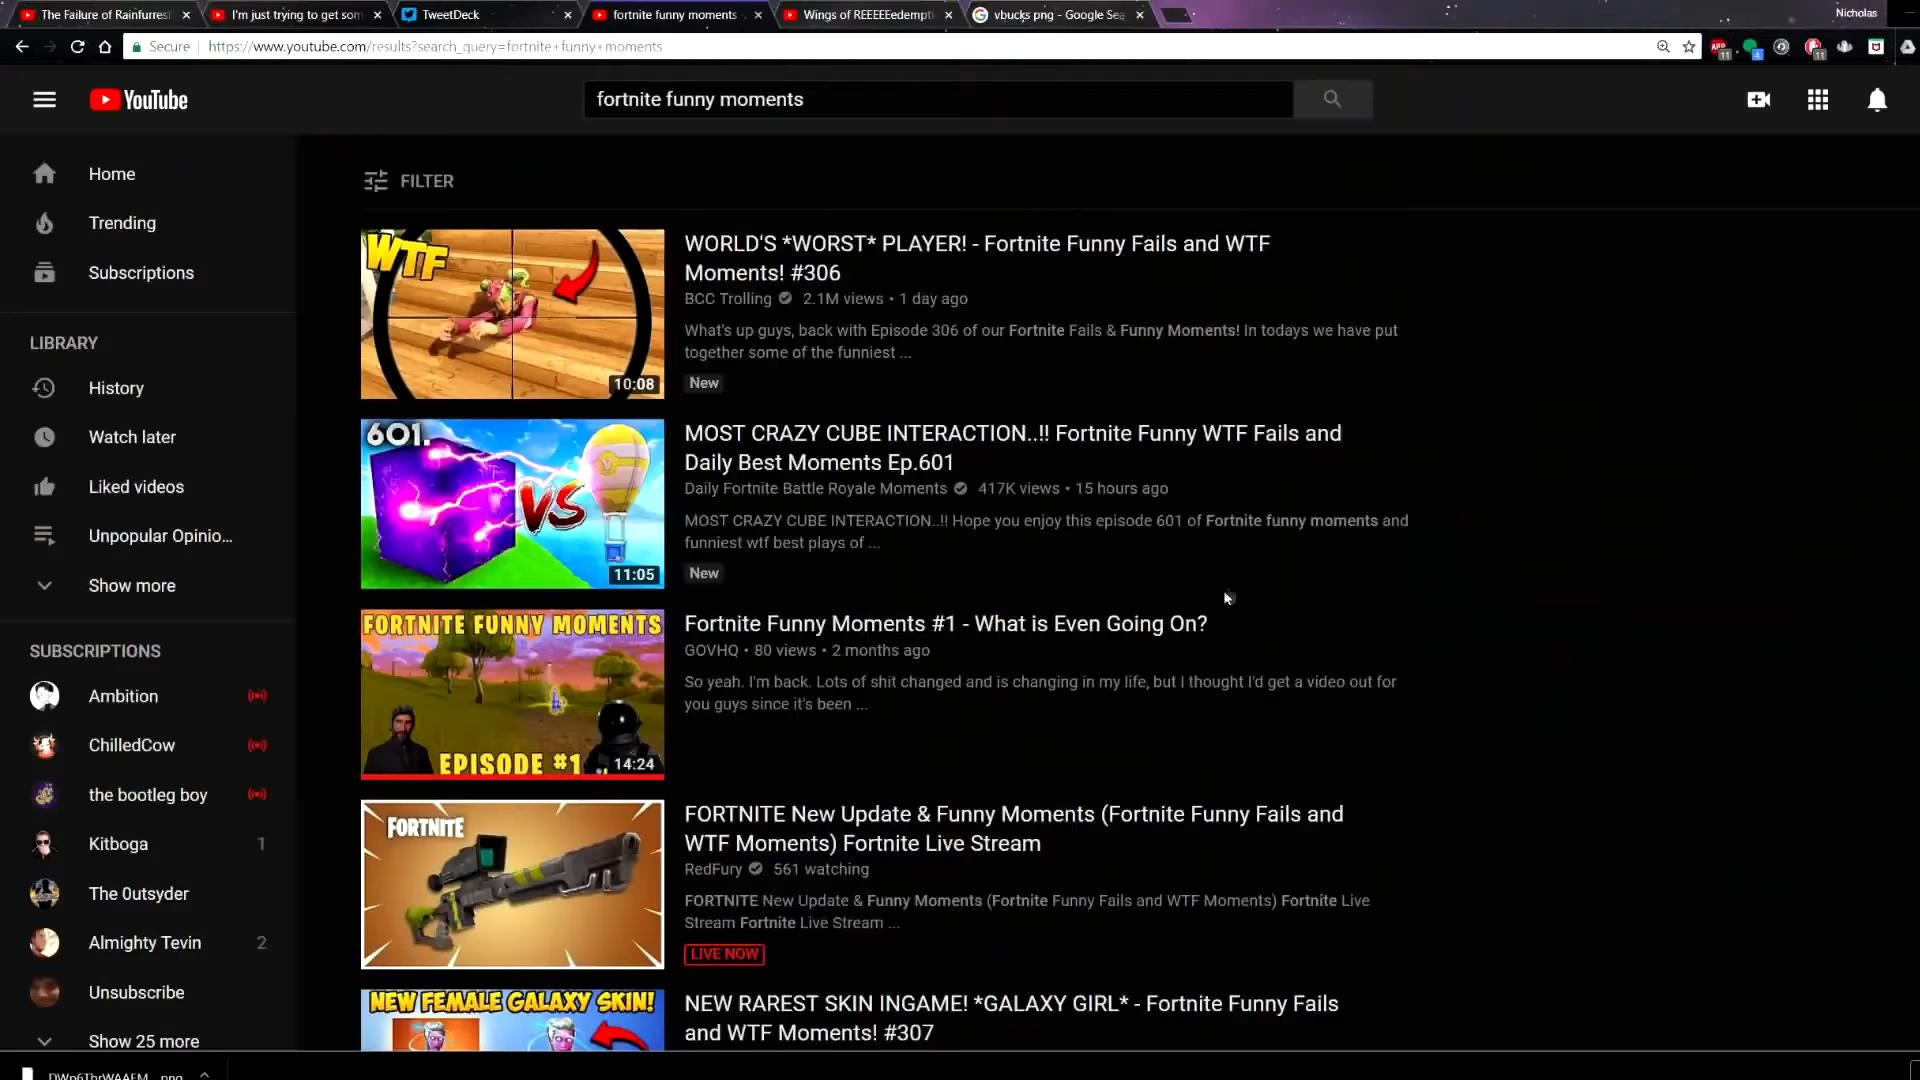 The Failure of Rainfurrest
I'm just trying to get som
TweetDeck
fortnite funny moments
Wings of REEEEEedempti
vbucks png - Google Sea
Nicholas
Secure
https://www.youtube.com/results?search_query=fortnite+funny+moments
YouTube
fortnite funny moments
Home
Trending
Subscriptions
LIBRARY
History
Watch later
Liked videos
Unpopular Opinio...
Show more
SUBSCRIPTIONS
Ambition
ChilledCow
the bootleg boy
Kitboga 1
The 0utsyder
Almighty Tevin 2
Unsubscribe
Show 25 more
FILTER
WTF
10:08
WORLD'S *WORST* PLAYER! - Fortnite Funny Fails and WTF
Moments! #306
BCC Trolling 2.1M views • 1 day ago
What's up guys, back with Episode 306 of our Fortnite Fails & Funny Moments! In todays we have put
together some of the funniest ...
New
601.
VS
11:05
MOST CRAZY CUBE INTERACTION..!! Fortnite Funny WTF Fails and
Daily Best Moments Ep.601
Daily Fortnite Battle Royale Moments 417K views • 15 hours ago
MOST CRAZY CUBE INTERACTION..!! Hope you enjoy this episode 601 of Fortnite funny moments and
funniest wtf best plays of ...
New
FORTNITE FUNNY MOMENTS
EPISODE #1
14:24
Fortnite Funny Moments #1 - What is Even Going On?
GOVHQ • 80 views • 2 months ago
So yeah. I'm back. Lots of shit changed and is changing in my life, but I thought I'd get a video out for
you guys since it's been ...
FORTNITE
FORTNITE New Update & Funny Moments (Fortnite Funny Fails and
WTF Moments) Fortnite Live Stream
RedFury 561 watching
FORTNITE New Update & Funny Moments (Fortnite Funny Fails and WTF Moments) Fortnite Live
Stream Fortnite Live Stream ...
LIVE NOW
NEW FEMALE GALAXY SKIN!
NEW RAREST SKIN INGAME! *GALAXY GIRL* - Fortnite Funny Fails
and WTF Moments! #307